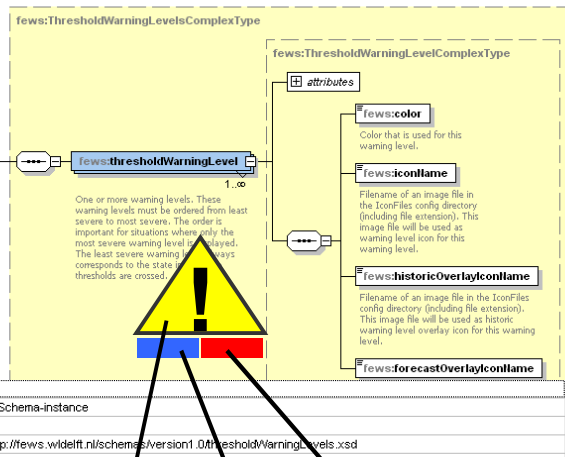 fews:ThresholdWarningLevelsComplexType
fews:ThresholdWarningLevelComplexType
attributes
fews:color
Color that is used for this
warning level.
fews:thresholdWarningLevel
1..∞
fews:iconName
Filename of an image file in
the IconFiles config directory
(including file extension). This
image file will be used as
warning level icon for this
warning level.
One or more warning levels. These
warning levels must be ordered from least
severe to most severe. The order is
important for situations where only the
most severe warning level is displayed.
The least severe warning level always
corresponds to the state
thresholds are crossed.
!
fews:historicOverlayIconName
Filename of an image file in the IconFiles
config directory (including file extension).
This image file will be used as historic
warning level overlay icon for this warning
level.
fews:forecastOverlayIconName
Schema-instance
p://fews.wldelft.nl/schemas/version1.0/thresholdWarningLevels.xsd